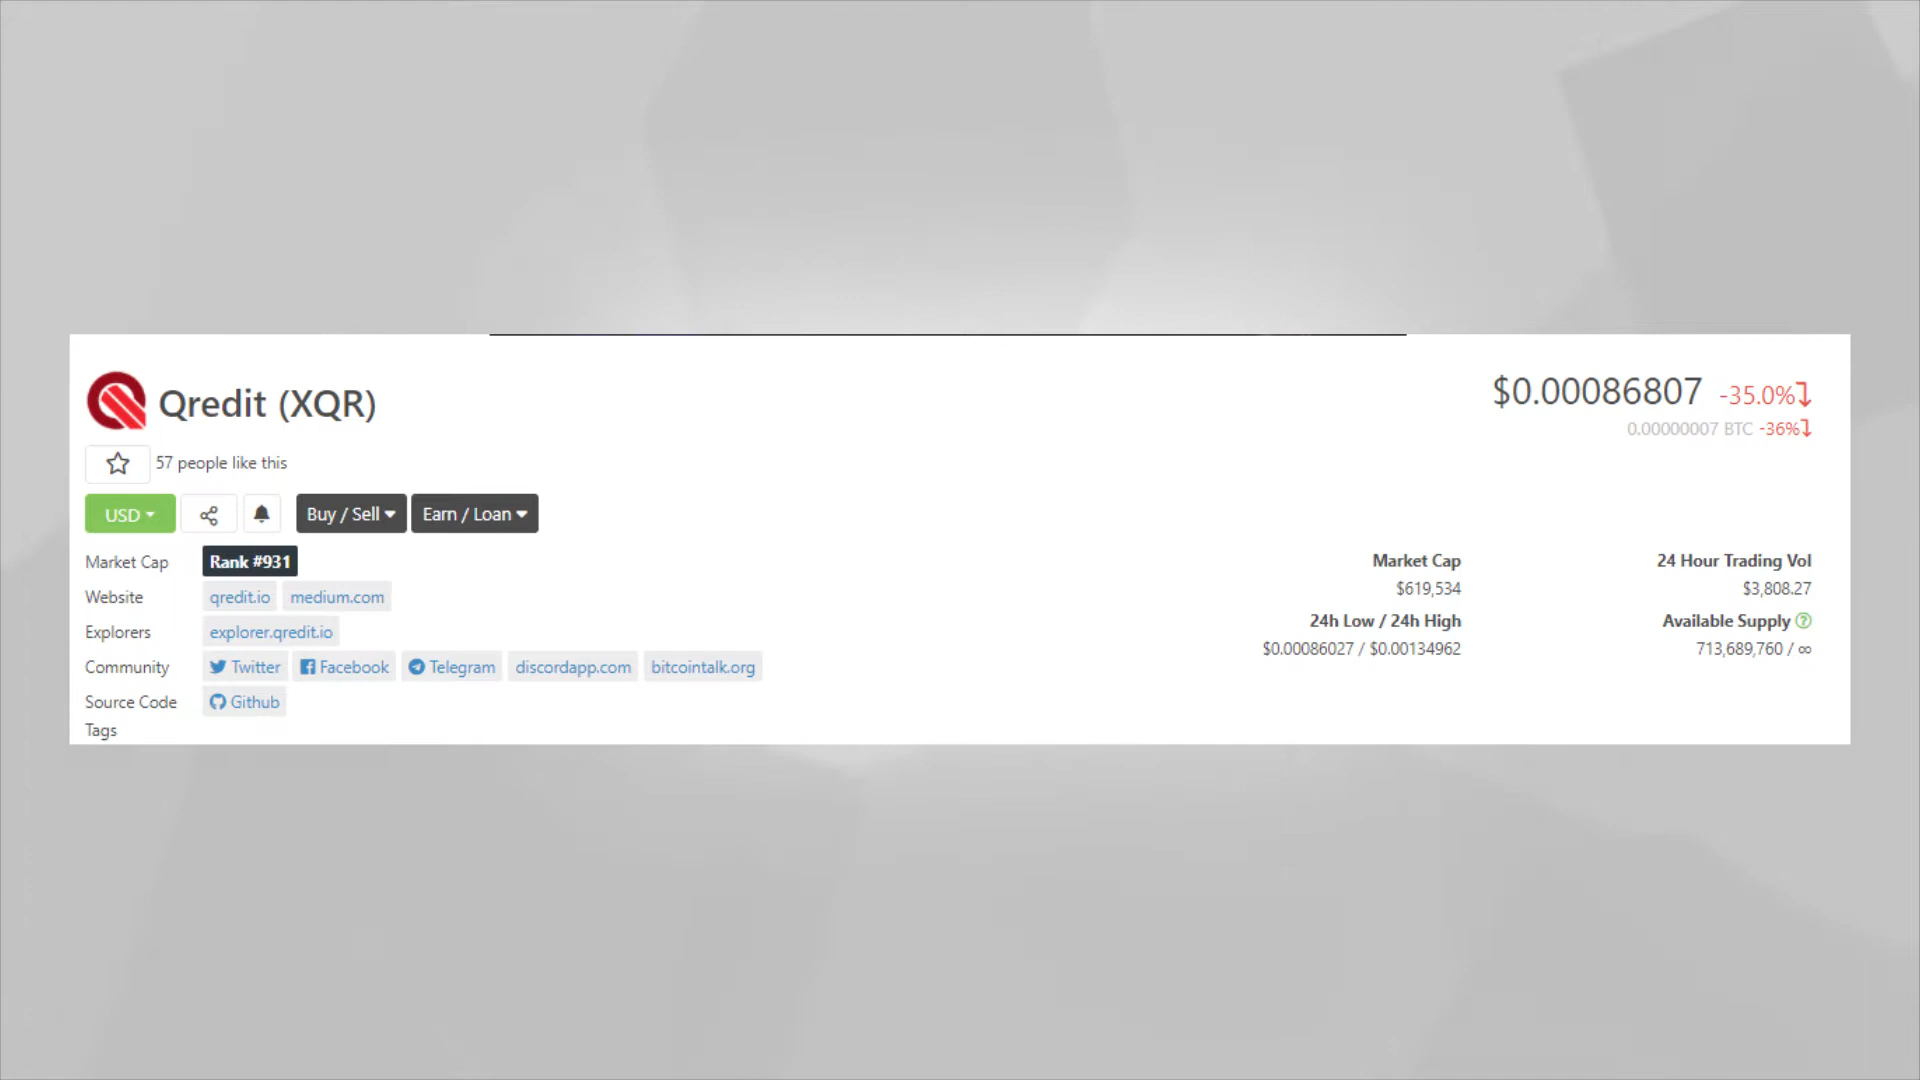 Qredit (XQR)
$0.00086807 -35.0%
0.00000007 BTC -36%
57 people like this
USD
Buy / Sell
Earn / Loan
Market Cap Rank #931
Website qredit.io medium.com
Explorers explorer.qredit.io
Community Twitter Facebook Telegram discordapp.com bitcointalk.org
Source Code Github
Tags
Market Cap
$619,534
24 Hour Trading Vol
$3,808.27
24h Low / 24h High
$0.00086027 / $0.00134962
Available Supply ?
713,689,760 / ∞